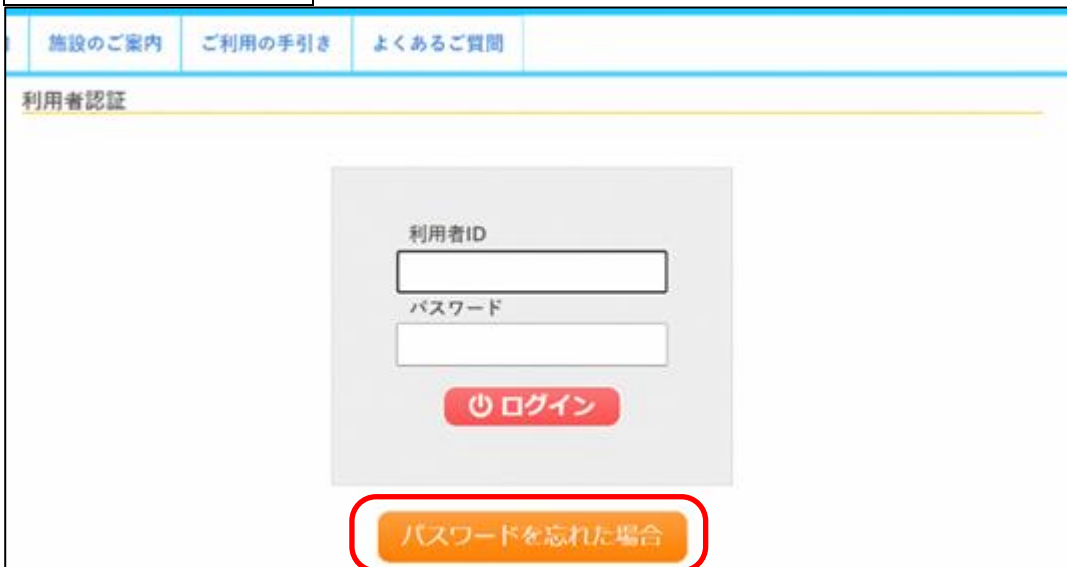 施設のご案内 ご利用の手引き よくあるご質問
利用者認証
利用者ID
パスワード
ログイン
パスワードを忘れた場合